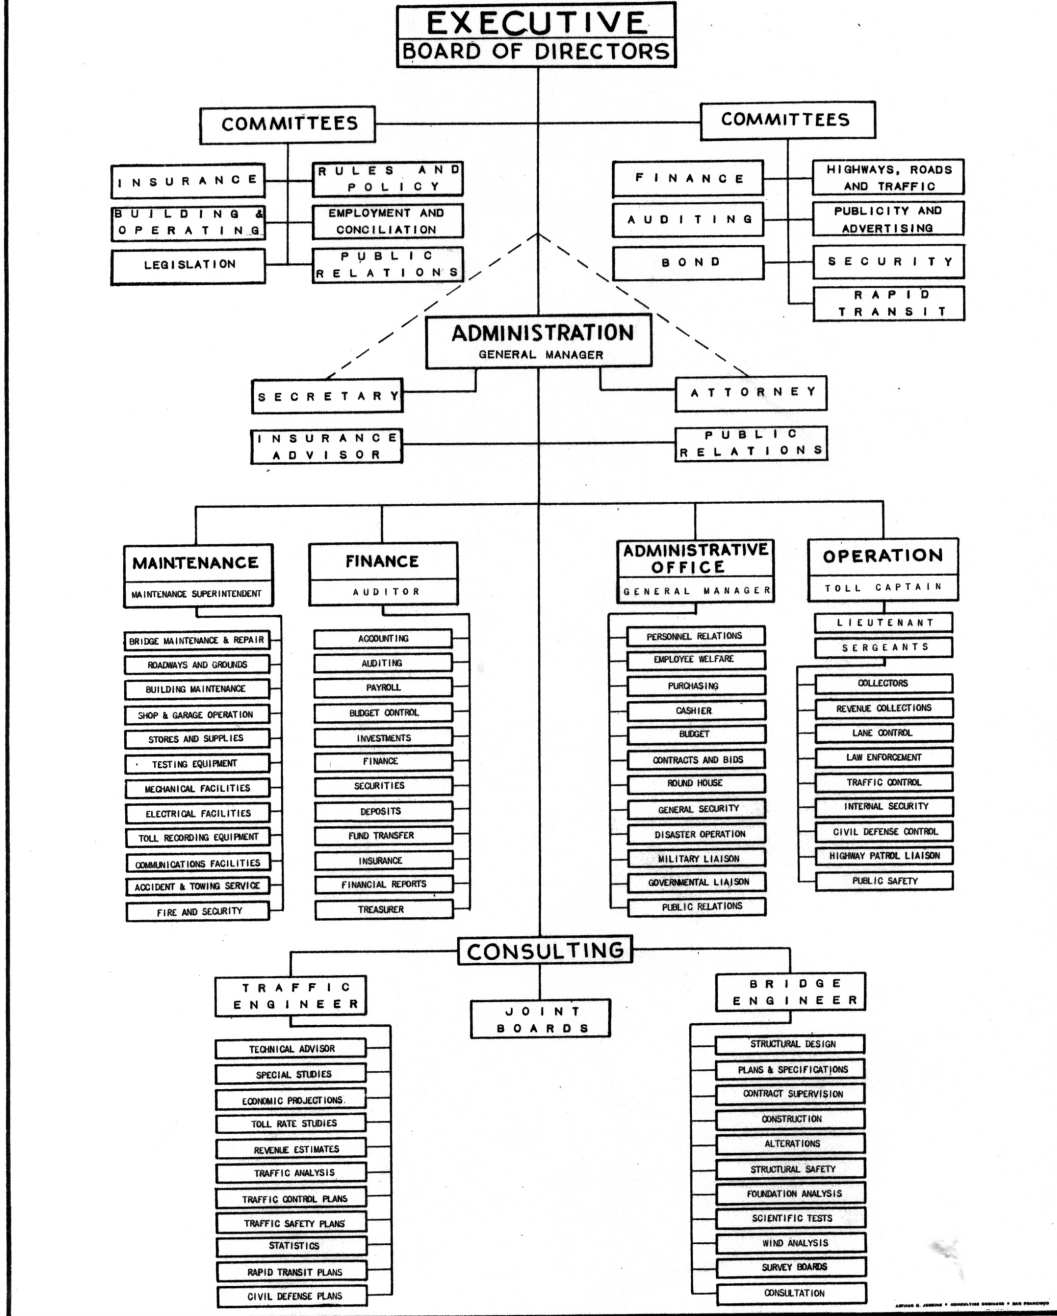 EXECUTIVE
BOARD OF DIRECTORS
COMMITTEES
INSURANCE
RULES AND
POLICY
BUILDING &
OPERATING
EMPLOYMENT AND
CONCILIATION
LEGISLATION
PUBLIC
RELATIONS
COMMITTEES
FINANCE
HIGHWAYS, ROADS
AND TRAFFIC
AUDITING
PUBLICITY AND
ADVERTISING
BOND
SECURITY
RAPID
TRANSIT
ADMINISTRATION
GENERAL MANAGER
SECRETARY
ATTORNEY
INSURANCE
ADVISOR
PUBLIC
RELATIONS
MAINTENANCE
MAINTENANCE SUPERINTENDENT
BRIDGE MAINTENANCE & REPAIR
ROADWAYS AND GROUNDS
BUILDING MAINTENANCE
SHOP & GARAGE OPERATION
STORES AND SUPPLIES
TESTING EQUIPMENT
MECHANICAL FACILITIES
ELECTRICAL FACILITIES
TOLL RECORDING EQUIPMENT
COMMUNICATIONS FACILITIES
ACCIDENT & TOWING SERVICE
FIRE AND SECURITY
FINANCE
AUDITOR
ACCOUNTING
AUDITING
PAYROLL
BUDGET CONTROL
INVESTMENTS
FINANCE
SECURITIES
DEPOSITS
FUND TRANSFER
INSURANCE
FINANCIAL REPORTS
TREASURER
ADMINISTRATIVE
OFFICE
GENERAL MANAGER
PERSONNEL RELATIONS
EMPLOYEE WELFARE
PURCHASING
CASHIER
BUDGET
CONTRACTS AND BIDS
ROUND HOUSE
GENERAL SECURITY
DISASTER OPERATION
MILITARY LIAISON
GOVERNMENTAL LIAISON
PUBLIC RELATIONS
OPERATION
TOLL CAPTAIN
LIEUTENANT
SERGEANTS
COLLECTORS
REVENUE COLLECTIONS
LANE CONTROL
LAW ENFORCEMENT
TRAFFIC CONTROL
INTERNAL SECURITY
CIVIL DEFENSE CONTROL
HIGHWAY PATROL LIAISON
PUBLIC SAFETY
CONSULTING
TRAFFIC
ENGINEER
TECHNICAL ADVISOR
SPECIAL STUDIES
ECONOMIC PROJECTIONS.
TOLL RATE STUDIES
REVENUE ESTIMATES
TRAFFIC ANALYSIS
TRAFFIC CONTROL PLANS
TRAFFIC SAFETY PLANS
STATISTICS
RAPID TRANSIT PLANS
CIVIL DEFENSE PLANS
JOINT
BOARDS
BRIDGE
ENGINEER
STRUCTURAL DESIGN
PLANS & SPECIFICATIONS
CONTRACT SUPERVISION
CONSTRUCTION
ALTERATIONS
STRUCTURAL SAFETY
FOUNDATION ANALYSIS
SCIENTIFIC TESTS
WIND ANALYSIS
SURVEY BOARDS
CONSULTATION
ARTHUR C. JENKINS • CONSULTING ENGINEER • SAN FRANCISCO